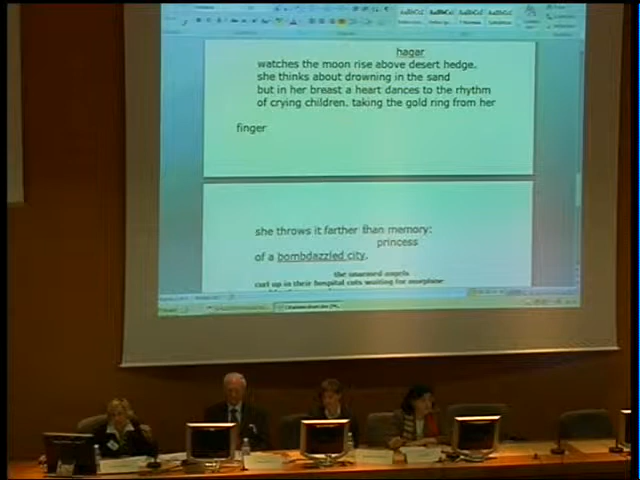 hagar
watches the moon rise above desert hedge.
she thinks about drowning in the sand
but in her breast a heart dances to the rhythm
of crying children. taking the gold ring from her
finger
she throws it farther than memory:
princess
of a bombdazzled city.
the unarmed angels
curl up in their hospital cots waiting for morphine